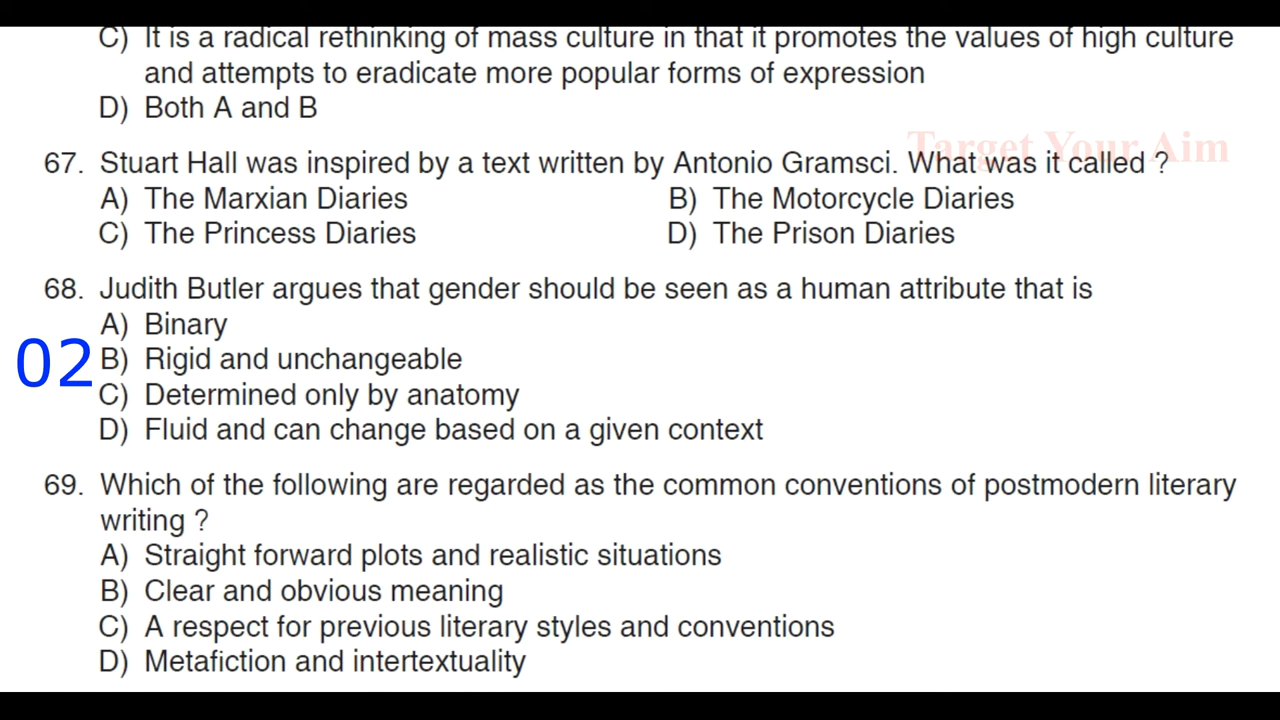 C) It is a radical rethinking of mass culture in that it promotes the values of high culture
and attempts to eradicate more popular forms of expression
D) Both A and B
Target Your Aim
67. Stuart Hall was inspired by a text written by Antonio Gramsci. What was it called ?
A) The Marxian Diaries B) The Motorcycle Diaries
C) The Princess Diaries D) The Prison Diaries
68. Judith Butler argues that gender should be seen as a human attribute that is
A) Binary
02 B) Rigid and unchangeable
C) Determined only by anatomy
D) Fluid and can change based on a given context
69. Which of the following are regarded as the common conventions of postmodern literary
writing ?
A) Straight forward plots and realistic situations
B) Clear and obvious meaning
C) A respect for previous literary styles and conventions
D) Metafiction and intertextuality